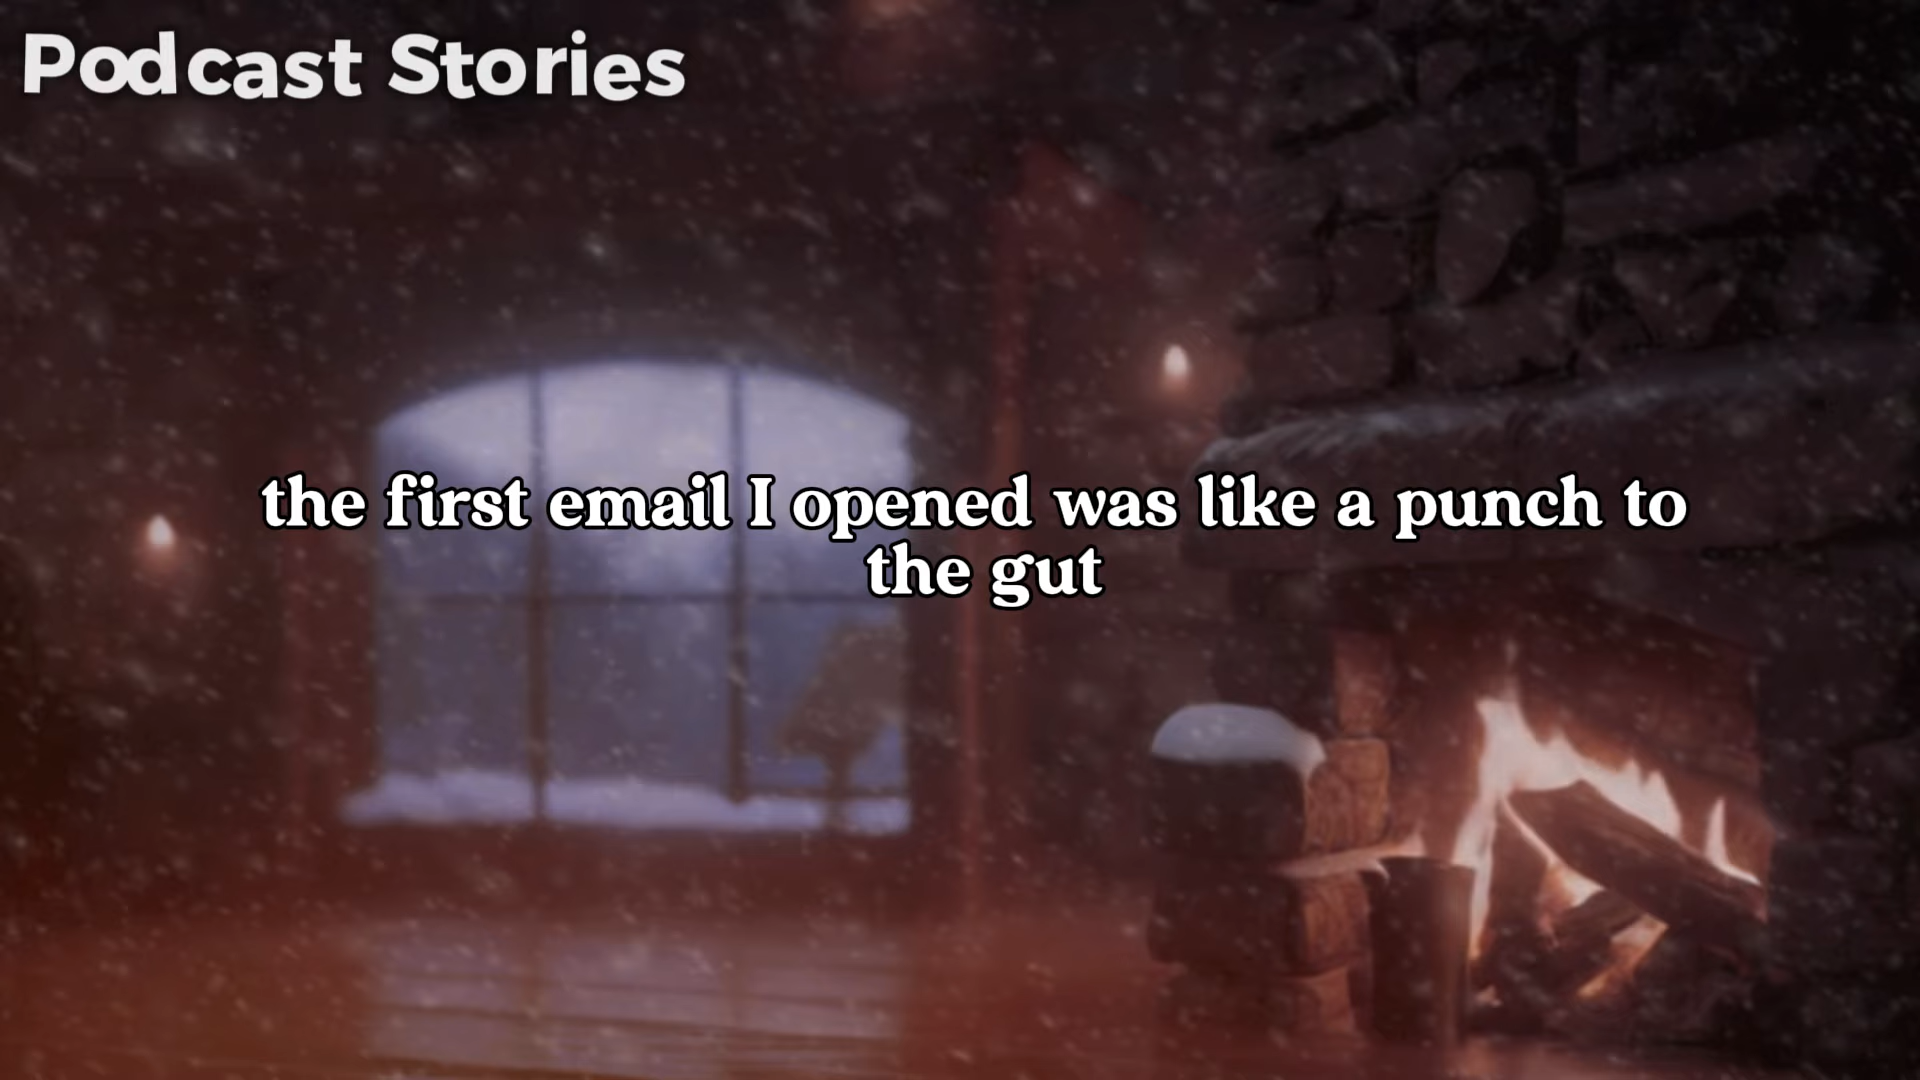 Podcast Stories
the first email I opened was like a punch to
the gut